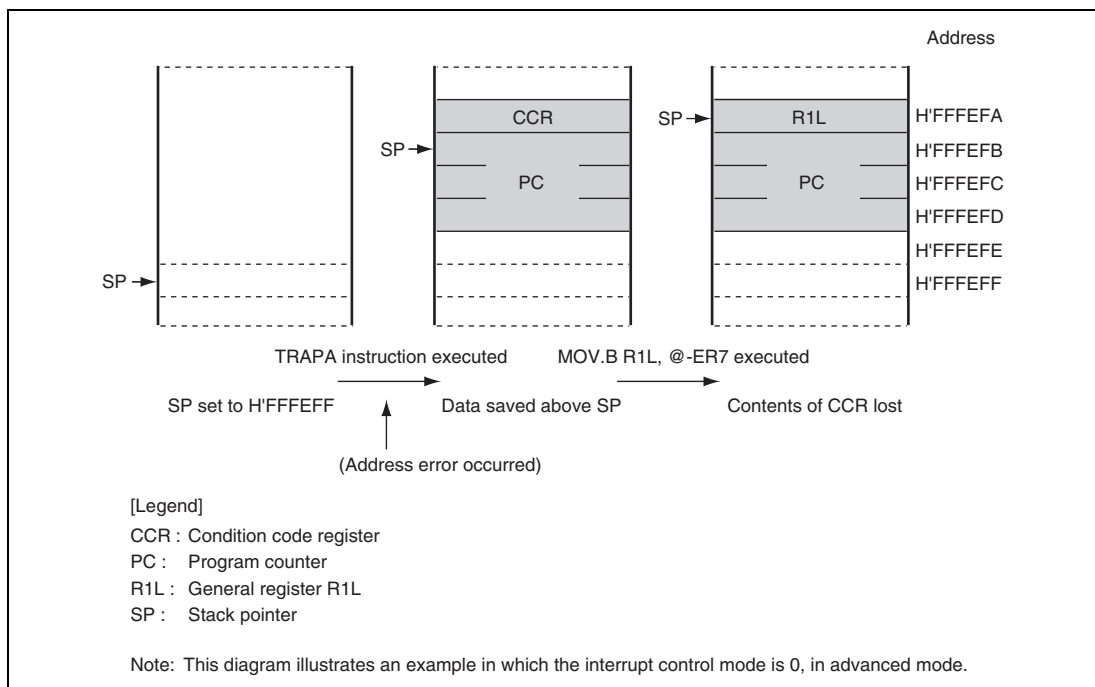 Address
CCR
SP
R1L
H'FFFEFA
SP
H'FFFEFB
PC
PC
H'FFFEFC
H'FFFEFD
H'FFFEFE
SP
H'FFFEFF
TRAPA instruction executed
MOV.B R1L, @-ER7 executed
SP set to H'FFFEFF
Data saved above SP
Contents of CCR lost
(Address error occurred)
[Legend]
CCR : Condition code register
PC : Program counter
R1L : General register R1L
SP : Stack pointer
Note: This diagram illustrates an example in which the interrupt control mode is 0, in advanced mode.